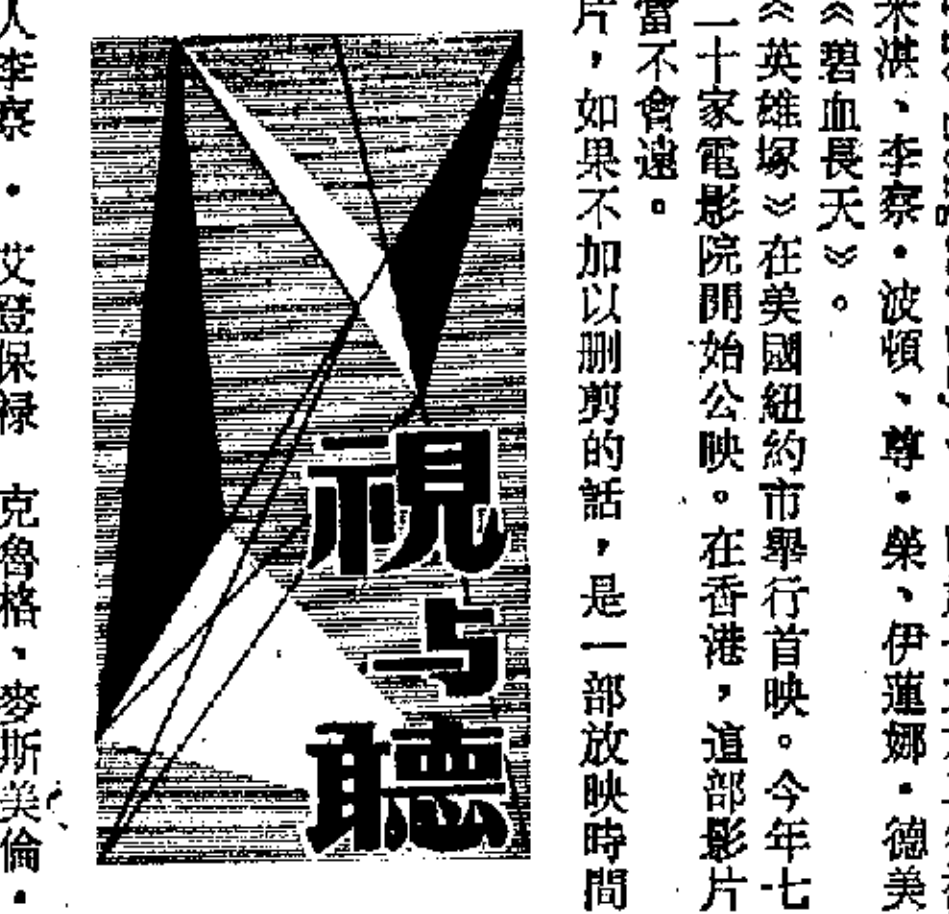 米淇、李察・波頓、尊・榮、伊蓮娜・德美
《碧血長天》。
《英雄塚》在美國紐約市舉行首映。今年七
二十家電影院開始公映。在香港，這部影片
當不會遠。
片，如果不加以删剪的話，是一部放映時間
視与聽
人李察・艾登保禄 克魯格、麥斯美倫・